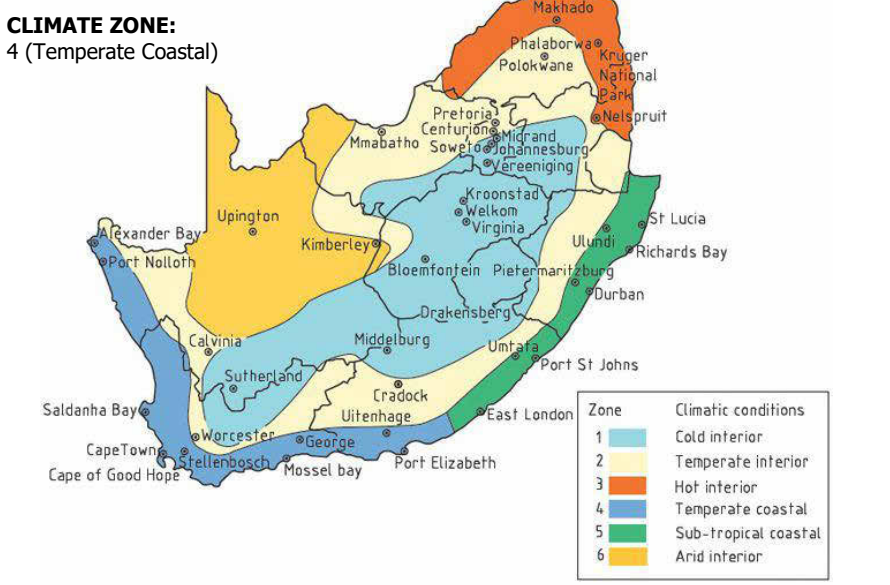 CLIMATE ZONE:
4 (Temperate Coastal)
Makhado
Phalaborwa
Kruger
National
Park
Polokwane
Nelspruit
Pretoria
Centurion
Midrand
Mmabatho
Soweto
Johannesburg
Vereeniging
Kroonstad
Welkom
Virginia
Upington
St Lucia
Alexander Bay
Kimberley
Ulundi
Richards Bay
Port Nolloth
Bloemfontein
Pietermaritzburg
Durban
Drakensberg
Calvinia
Middelburg
Umtata
Port St Johns
Sutherland
Cradock
Saldanha Bay
Uitenhage
East London
Worcester
George
CapeTown
Stellenbosch
Mossel bay
Port Elizabeth
Cape of Good Hope
Zone Climatic conditions
1 Cold interior
2 Temperate interior
3 Hot interior
4 Temperate coastal
5 Sub-tropical coastal
6 Arid interior